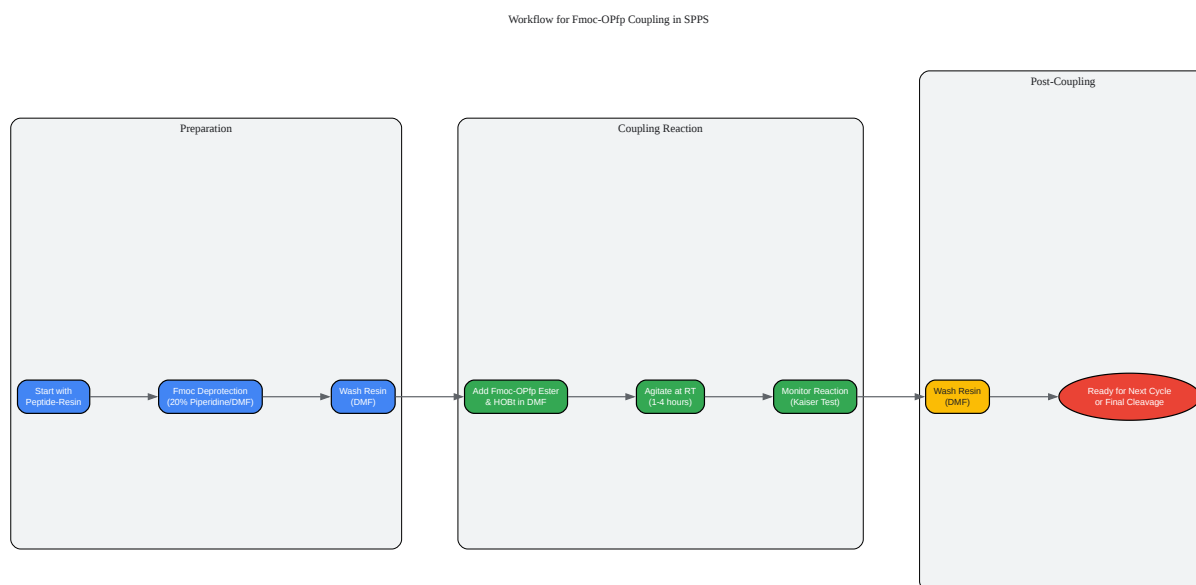 Workflow for Fmoc-OPfp Coupling in SPPS
Preparation
Start with
Peptide-Resin
Fmoc Deprotection
(20% Piperidine/DMF)
Wash Resin
(DMF)
Coupling Reaction
Add Fmoc-OPfp Ester
& HOBt in DMF
Agitate at RT
(1-4 hours)
Monitor Reaction
(Kaiser Test)
Post-Coupling
Wash Resin
(DMF)
Ready for Next Cycle
or Final Cleavage